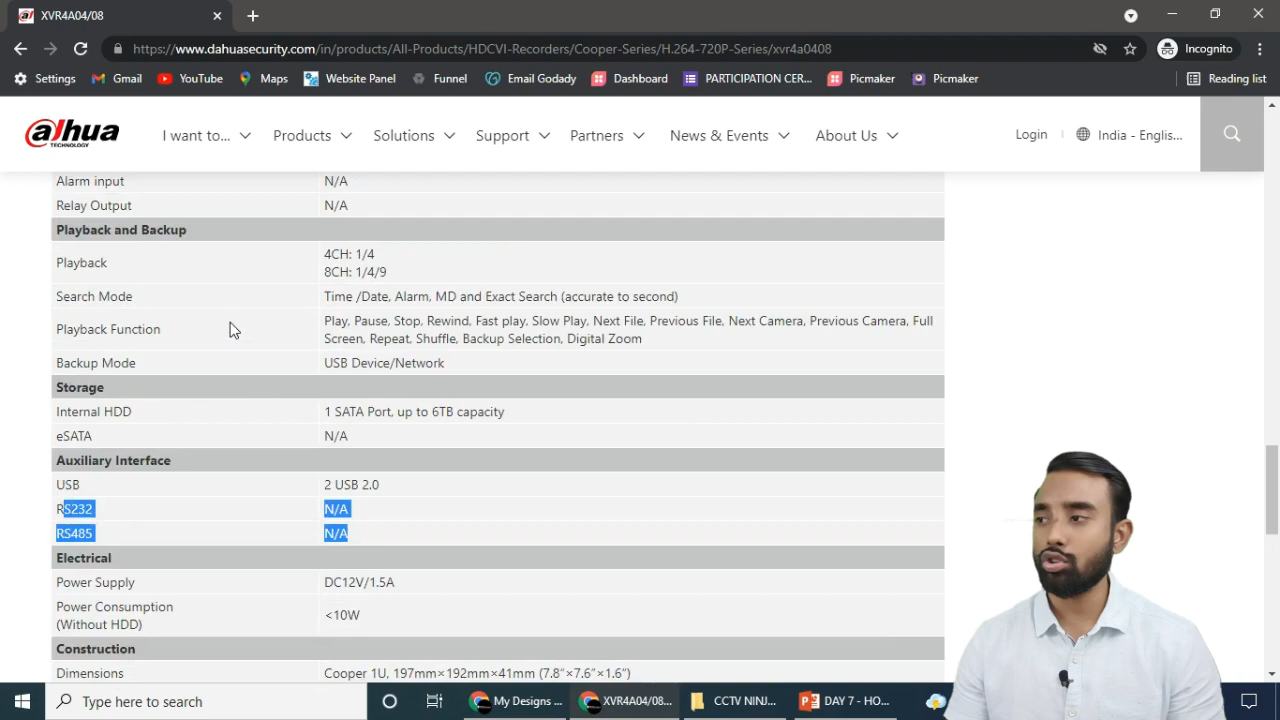 XVR4A04/08
https://www.dahuasecurity.com/in/products/All-Products/HDCVI-Recorders/Cooper-Series/H.264-720P-Series/xvr4a0408
Incognito
Settings Gmail YouTube Maps Website Panel Funnel Email Godady Dashboard PARTICIPATION CER... Picmaker Picmaker Reading list
alhua
TECHNOLOGY
I want to... Products Solutions Support Partners News & Events About Us Login India - Englis...
Alarm input N/A
Relay Output N/A
Playback and Backup
Playback 4CH: 1/4
8CH: 1/4/9
Search Mode Time /Date, Alarm, MD and Exact Search (accurate to second)
Playback Function Play, Pause, Stop, Rewind, Fast play, Slow Play, Next File, Previous File, Next Camera, Previous Camera, Full
Screen, Repeat, Shuffle, Backup Selection, Digital Zoom
Backup Mode USB Device/Network
Storage
Internal HDD 1 SATA Port, up to 6TB capacity
eSATA N/A
Auxiliary Interface
USB 2 USB 2.0
RS232 N/A
RS485 N/A
Electrical
Power Supply DC12V/1.5A
Power Consumption
(Without HDD) <10W
Construction
Dimensions Cooper 1U, 197mm×192mm×41mm (7.8"×7.6"×1.6")
Type here to search
My Designs ... XVR4A04/08... CCTV NINJ... DAY 7 - HO...